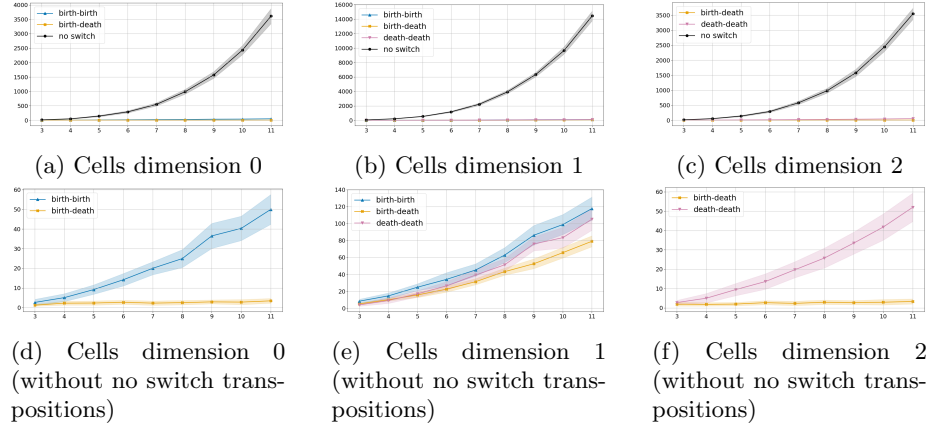 4000
3500
3000
2500
2000
1500
1000
500
0
birth-birth
birth-death
no switch
3 4 5 6 7 8 9 10 11
(a) Cells dimension 0
16000
14000
12000
10000
8000
6000
4000
2000
0
birth-birth
birth-death
death-death
no switch
3 4 5 6 7 8 9 10 11
(b) Cells dimension 1
3500
3000
2500
2000
1500
1000
500
0
birth-death
death-death
no switch
3 4 5 6 7 8 9 10 11
(c) Cells dimension 2
60
50
40
30
20
10
0
birth-birth
birth-death
3 4 5 6 7 8 9 10 11
(d) Cells dimension 0
(without no switch trans-
positions)
140
120
100
80
60
40
20
0
birth-birth
birth-death
death-death
3 4 5 6 7 8 9 10 11
(e) Cells dimension 1
(without no switch trans-
positions)
60
50
40
30
20
10
0
birth-death
death-death
3 4 5 6 7 8 9 10 11
(f) Cells dimension 2
(without no switch trans-
positions)